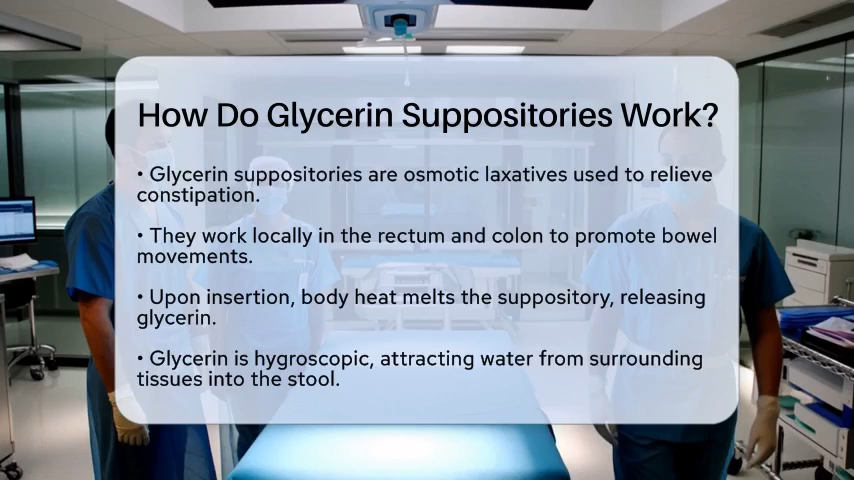 How Do Glycerin Suppositories Work?
• Glycerin suppositories are osmotic laxatives used to relieve
constipation.
• They work locally in the rectum and colon to promote bowel
movements.
• Upon insertion, body heat melts the suppository, releasing
glycerin.
• Glycerin is hygroscopic, attracting water from surrounding
tissues into the stool.